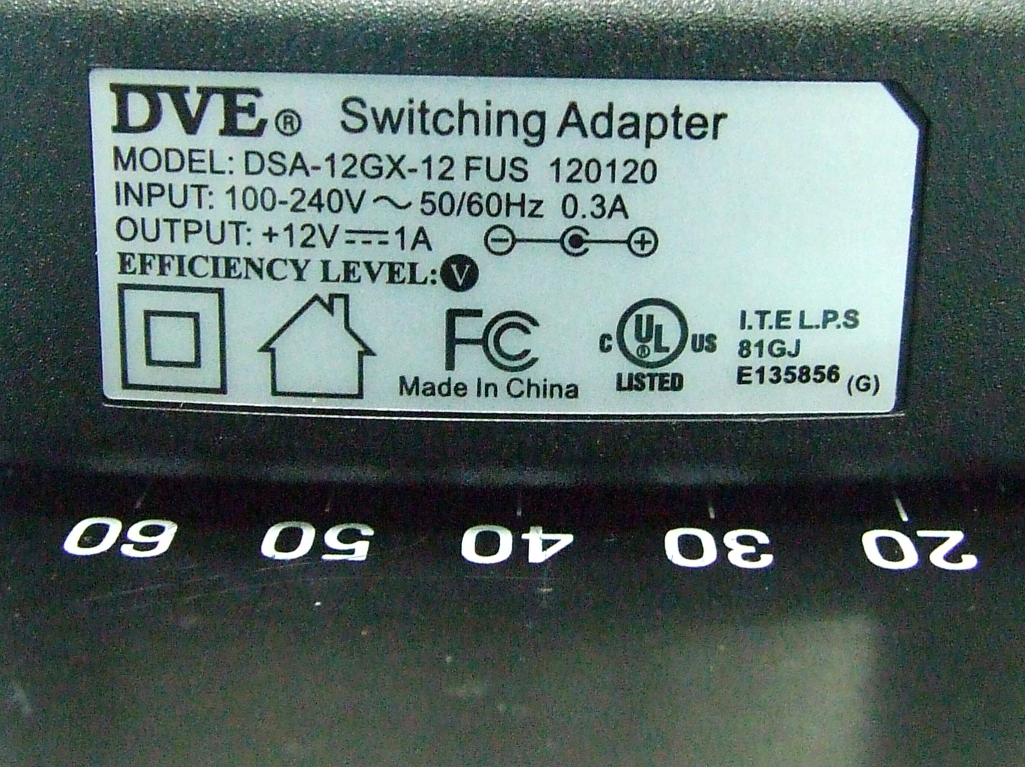 DVE® Switching Adapter
MODEL: DSA-12GX-12 FUS 120120
INPUT: 100-240V ~ 50/60Hz 0.3A
OUTPUT: +12V⎓1A
EFFICIENCY LEVEL: V
FC
Made In China
C UL® US
LISTED
I.T.E L.P.S
81GJ
E135856 (G)
60 50 40 30 20